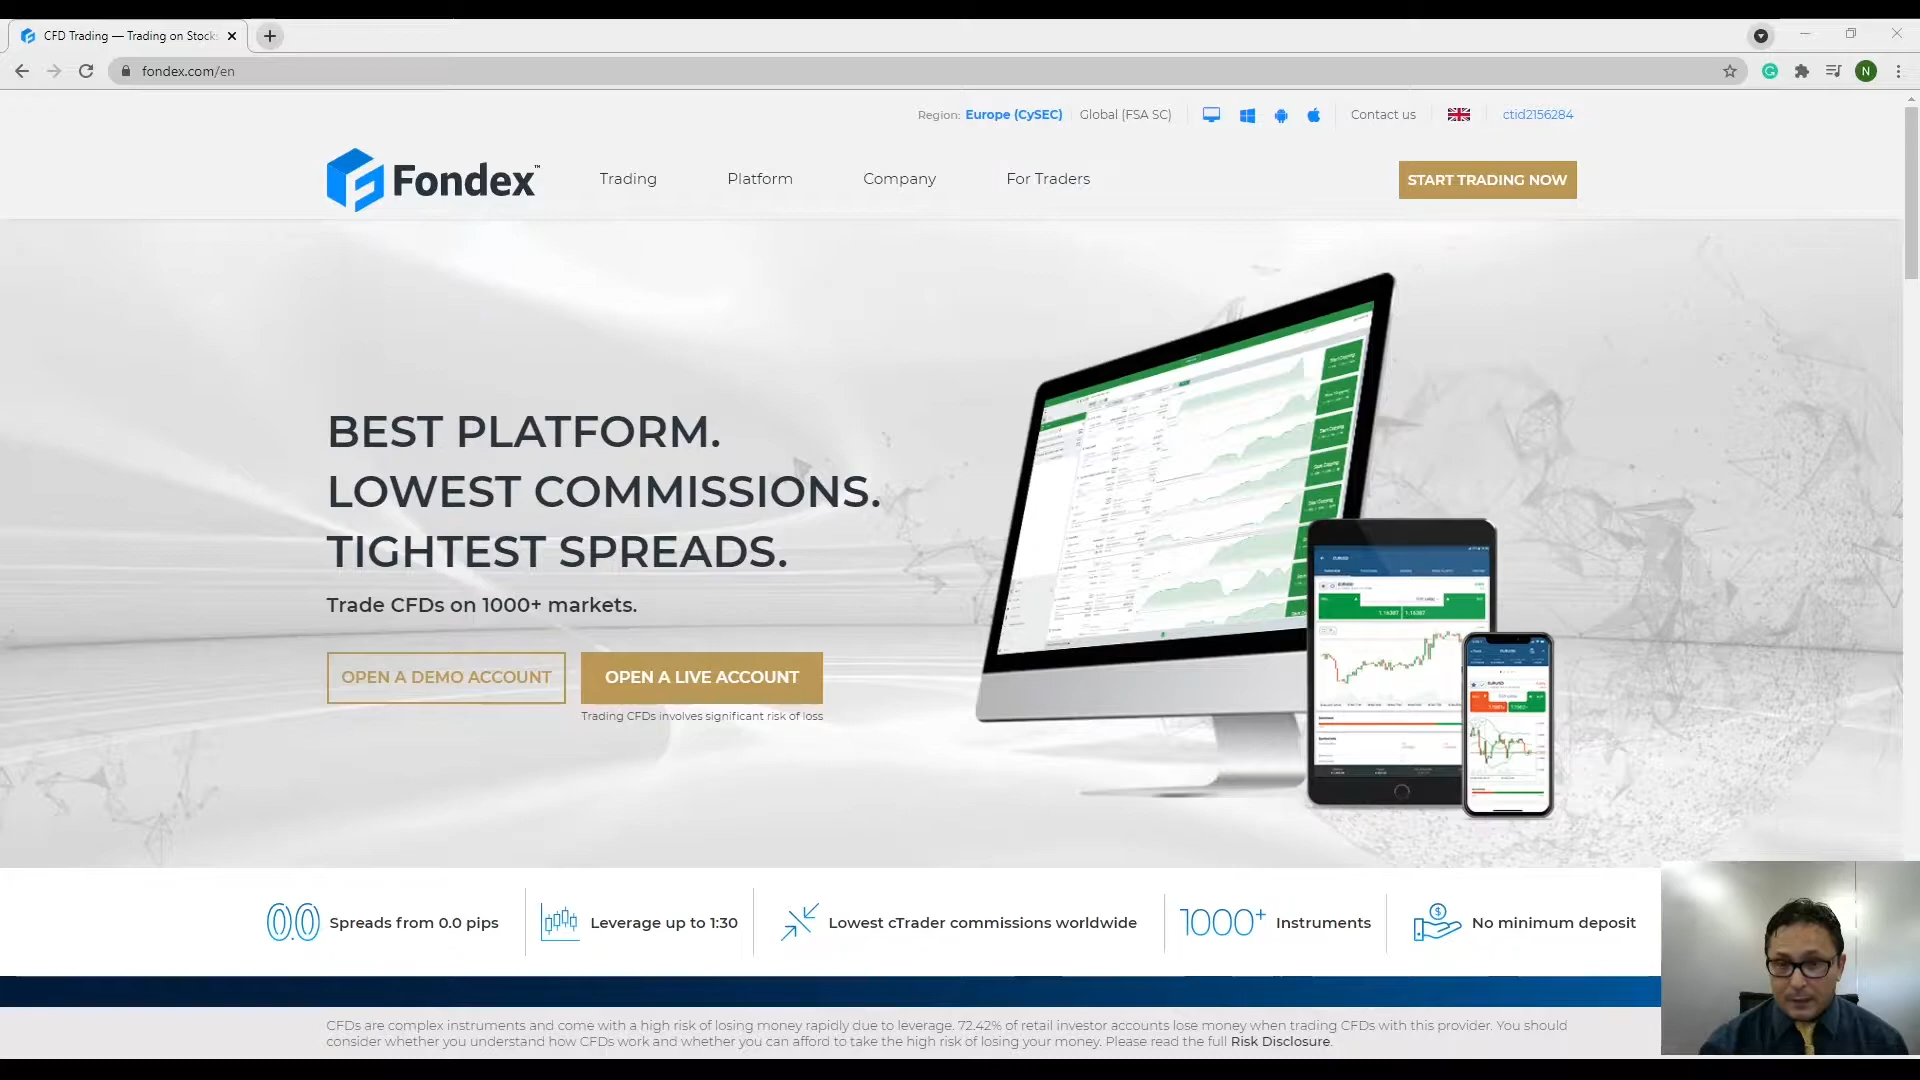 CFD Trading — Trading on Stock
fondex.com/en
N
Region: Europe (CySEC) Global (FSA SC) Contact us ctid2156284
Fondex™ Trading Platform Company For Traders START TRADING NOW
BEST PLATFORM.
LOWEST COMMISSIONS.
TIGHTEST SPREADS.
Trade CFDs on 1000+ markets.
OPEN A DEMO ACCOUNT OPEN A LIVE ACCOUNT
Trading CFDs involves significant risk of loss
0.0 Spreads from 0.0 pips Leverage up to 1:30 Lowest cTrader commissions worldwide 1000+ Instruments No minimum deposit
CFDs are complex instruments and come with a high risk of losing money rapidly due to leverage. 72.42% of retail investor accounts lose money when trading CFDs with this provider. You should
consider whether you understand how CFDs work and whether you can afford to take the high risk of losing your money. Please read the full Risk Disclosure.